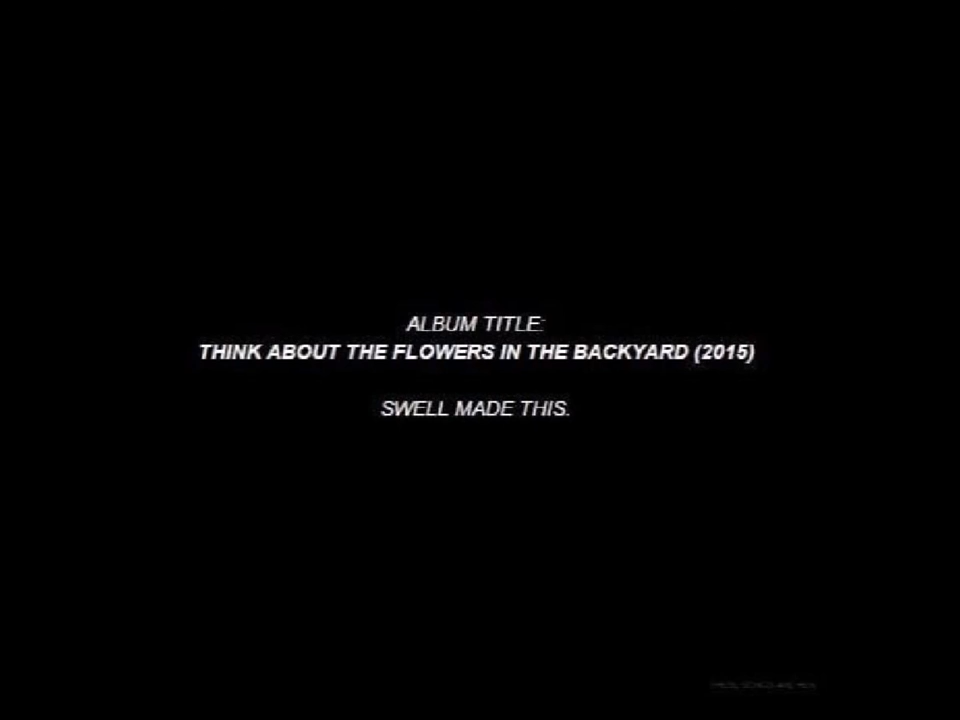 ALBUM TITLE:
THINK ABOUT THE FLOWERS IN THE BACKYARD (2015)
SWELL MADE THIS.